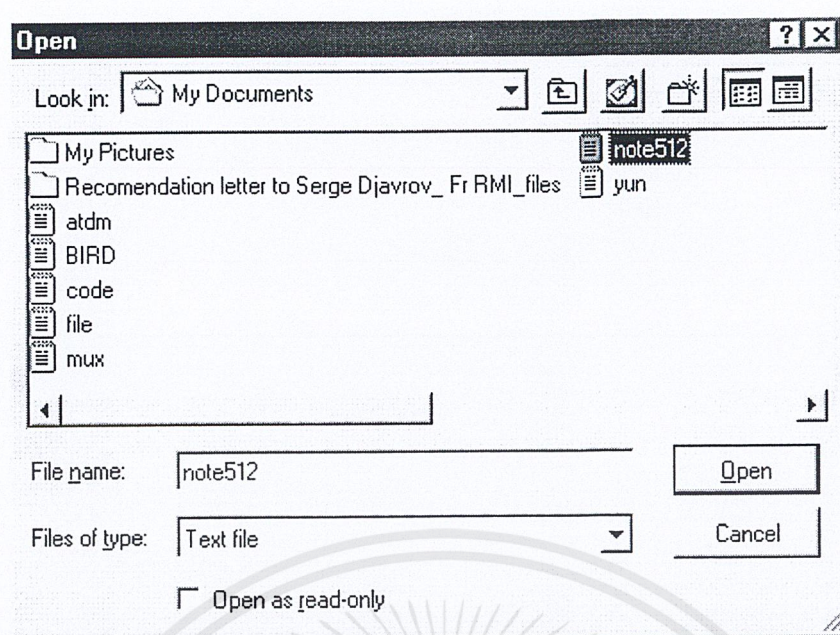 Open
Look in: My Documents
My Pictures
Recomendation letter to Serge Djavrov_ Fr RMI_files
atdm
BIRD
code
file
mux
note512
yun
File name: note512
Open
Files of type: Text file
Cancel
Open as read-only